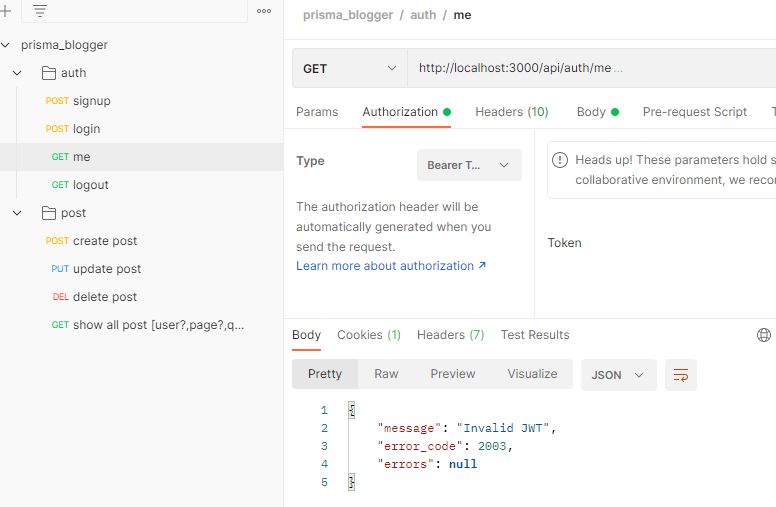 prisma_blogger
auth
POST signup
POST login
GET me
GET logout
post
POST create post
PUT update post
DEL delete post
GET show all post [user?,page?,q...
prisma_blogger / auth / me
GET http://localhost:3000/api/auth/me ...
Params Authorization Headers (10) Body Pre-request Script T
Type Bearer T...
The authorization header will be
automatically generated when you
send the request.
Learn more about authorization ↗
Heads up! These parameters hold s
collaborative environment, we recor
Token
Body Cookies (1) Headers (7) Test Results
Pretty Raw Preview Visualize JSON
1 {
2 "message": "Invalid JWT",
3 "error_code": 2003,
4 "errors": null
5 }